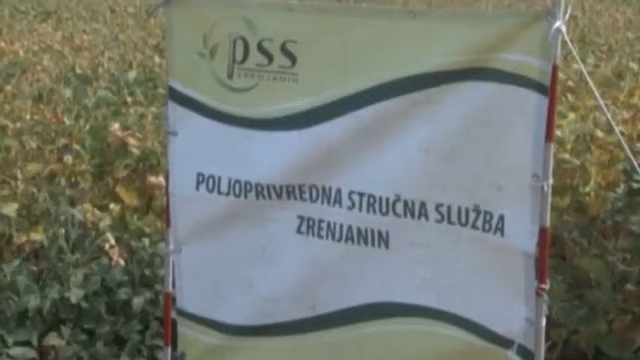 PSS
ZRENJANIN
POLJOPRIVREDNA STRUČNA SLUŽBA
ZRENJANIN